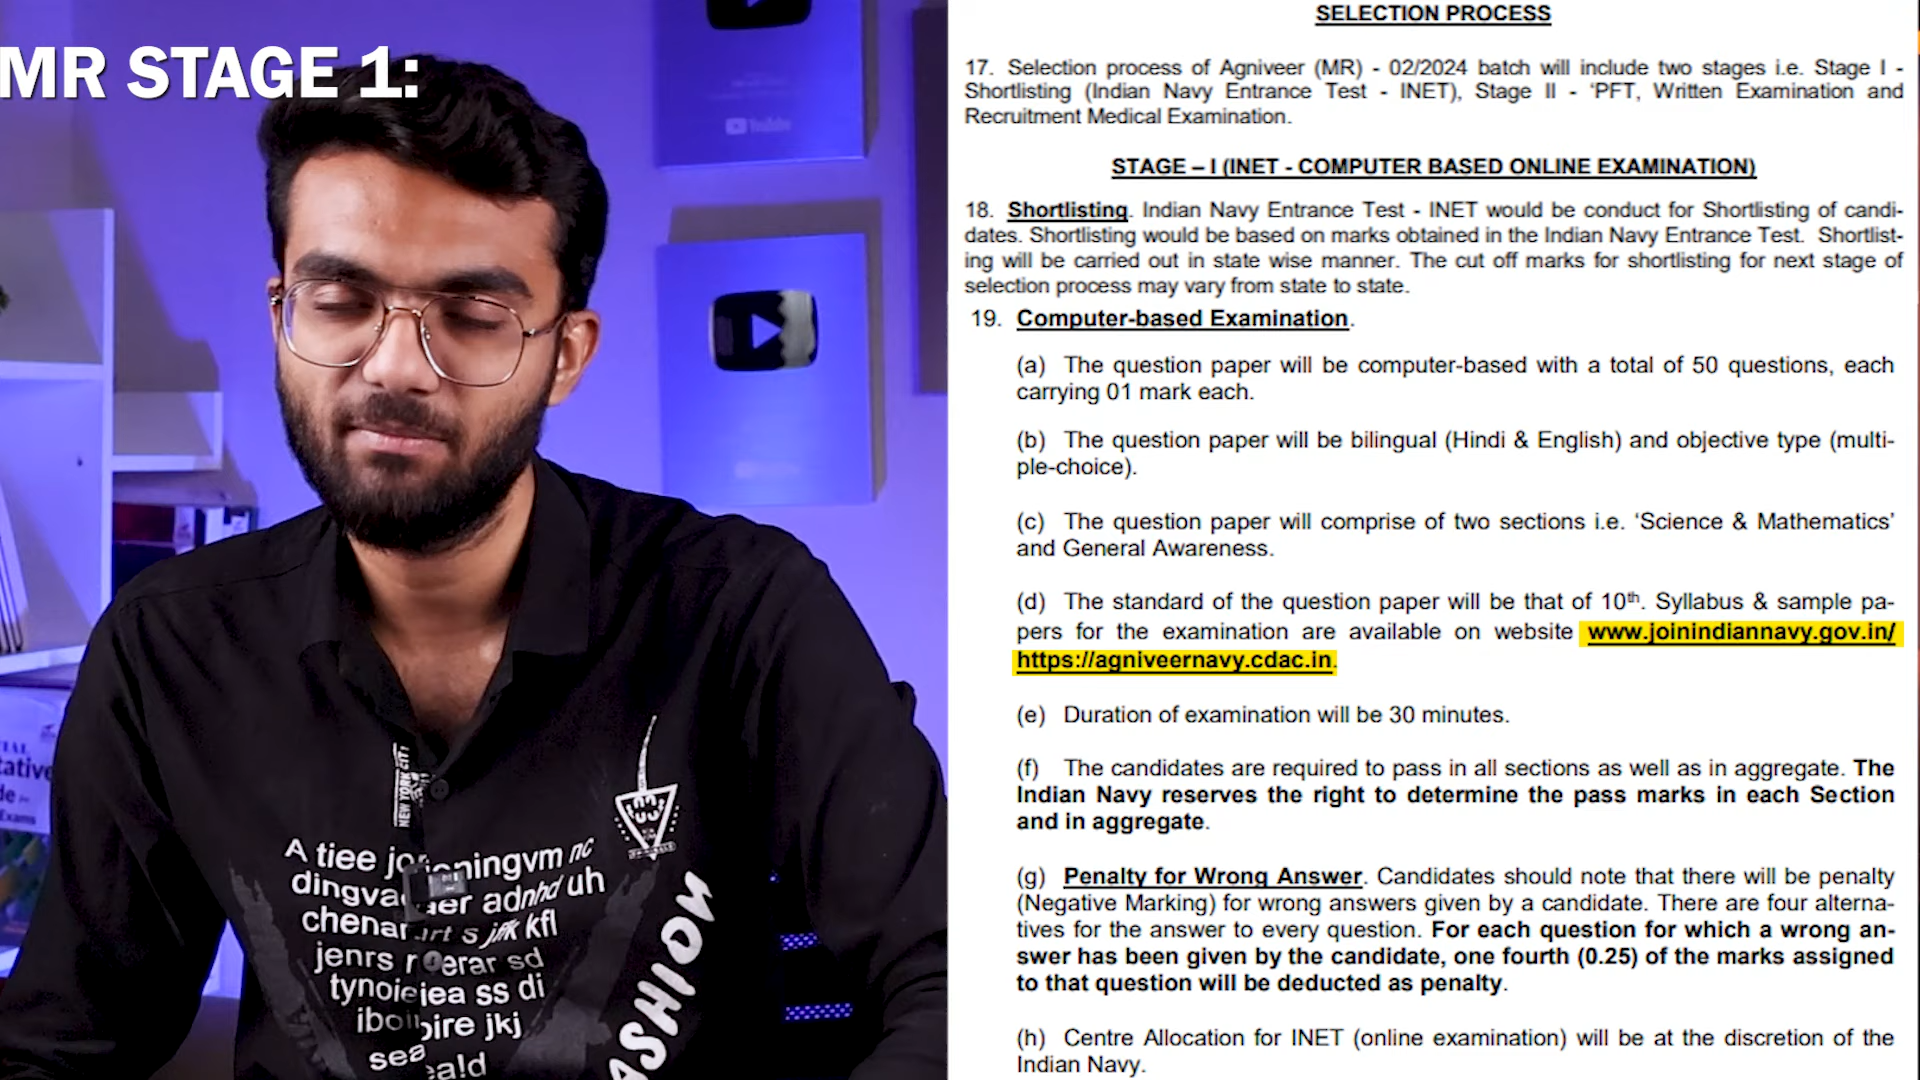 MR STAGE 1:
SELECTION PROCESS
17. Selection process of Agniveer (MR) - 02/2024 batch will include two stages i.e. Stage I -
Shortlisting (Indian Navy Entrance Test - INET), Stage II - ‘PFT, Written Examination and
Recruitment Medical Examination.
STAGE – I (INET - COMPUTER BASED ONLINE EXAMINATION)
18. Shortlisting. Indian Navy Entrance Test - INET would be conduct for Shortlisting of candi-
dates. Shortlisting would be based on marks obtained in the Indian Navy Entrance Test. Shortlist-
ing will be carried out in state wise manner. The cut off marks for shortlisting for next stage of
selection process may vary from state to state.
19. Computer-based Examination.
(a) The question paper will be computer-based with a total of 50 questions, each
carrying 01 mark each.
(b) The question paper will be bilingual (Hindi & English) and objective type (multi-
ple-choice).
(c) The question paper will comprise of two sections i.e. ‘Science & Mathematics’
and General Awareness.
(d) The standard of the question paper will be that of 10th. Syllabus & sample pa-
pers for the examination are available on website www.joinindiannavy.gov.in/
https://agniveernavy.cdac.in.
(e) Duration of examination will be 30 minutes.
(f) The candidates are required to pass in all sections as well as in aggregate. The
Indian Navy reserves the right to determine the pass marks in each Section
and in aggregate.
(g) Penalty for Wrong Answer. Candidates should note that there will be penalty
(Negative Marking) for wrong answers given by a candidate. There are four alterna-
tives for the answer to every question. For each question for which a wrong an-
swer has been given by the candidate, one fourth (0.25) of the marks assigned
to that question will be deducted as penalty.
(h) Centre Allocation for INET (online examination) will be at the discretion of the
Indian Navy.
YouTube
NEW YORK CITY
A tiee
nc
uh
kfl
jenrs
sd
ss di
jkj
Exams